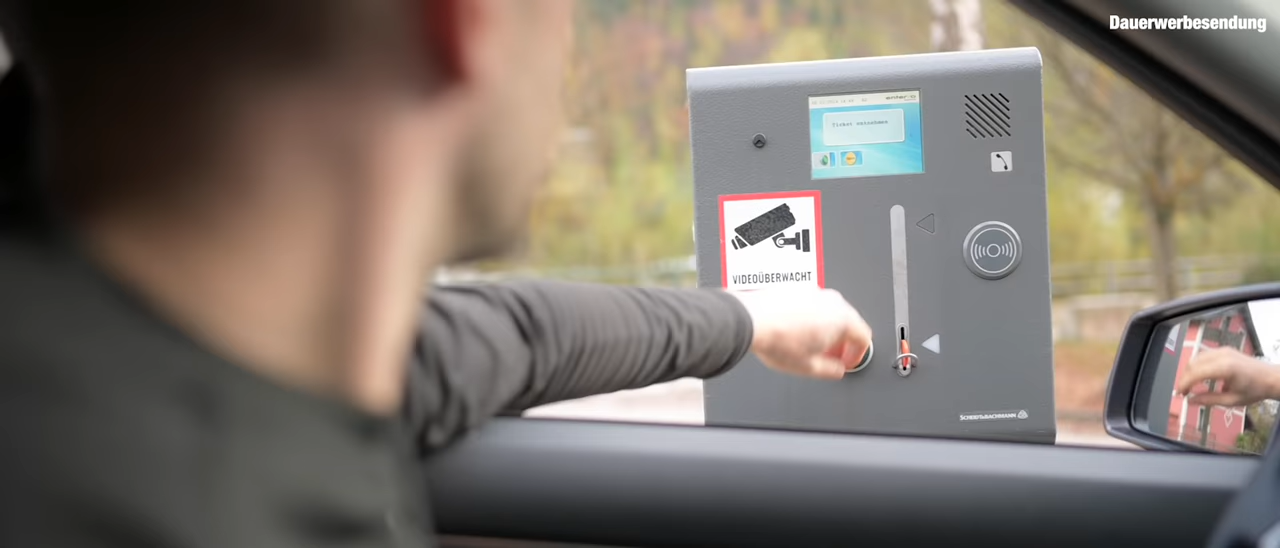 Dauerwerbesendung
Ticket entnehmen
VIDEOÜBERWACHT
SCHEIDT&BACHMANN